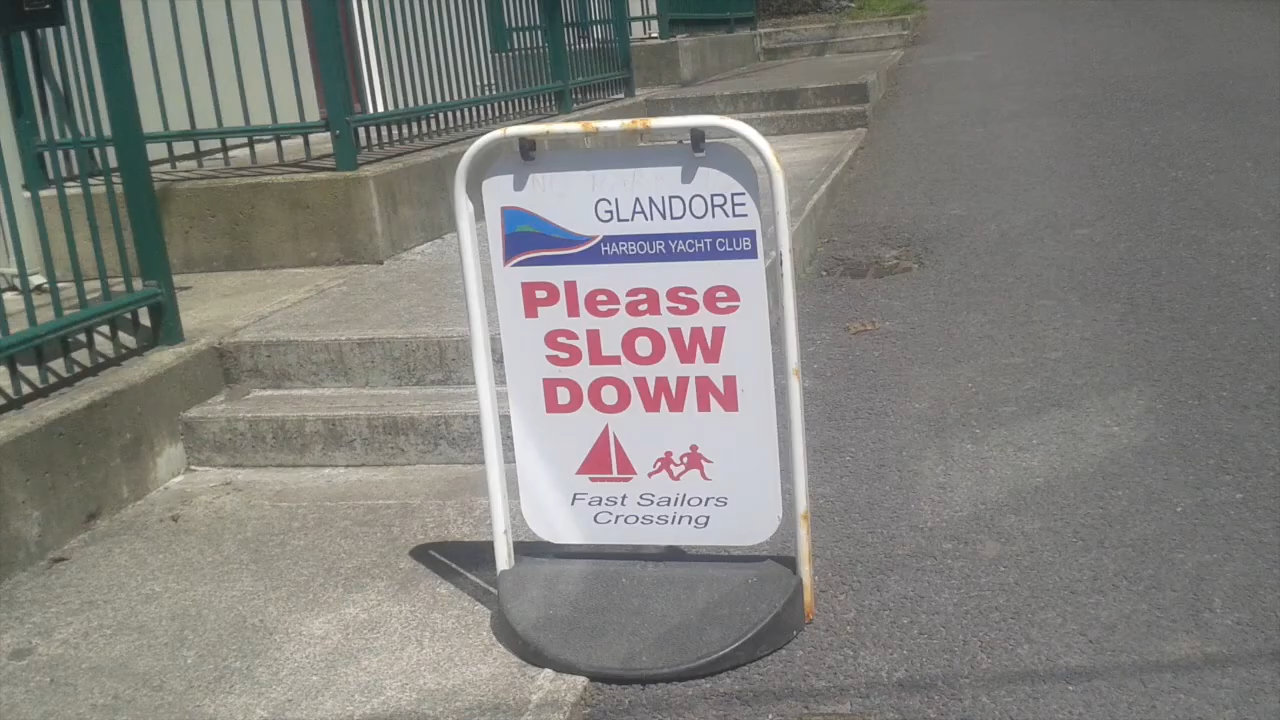 GLANDORE
HARBOUR YACHT CLUB
Please
SLOW
DOWN
Fast Sailors
Crossing